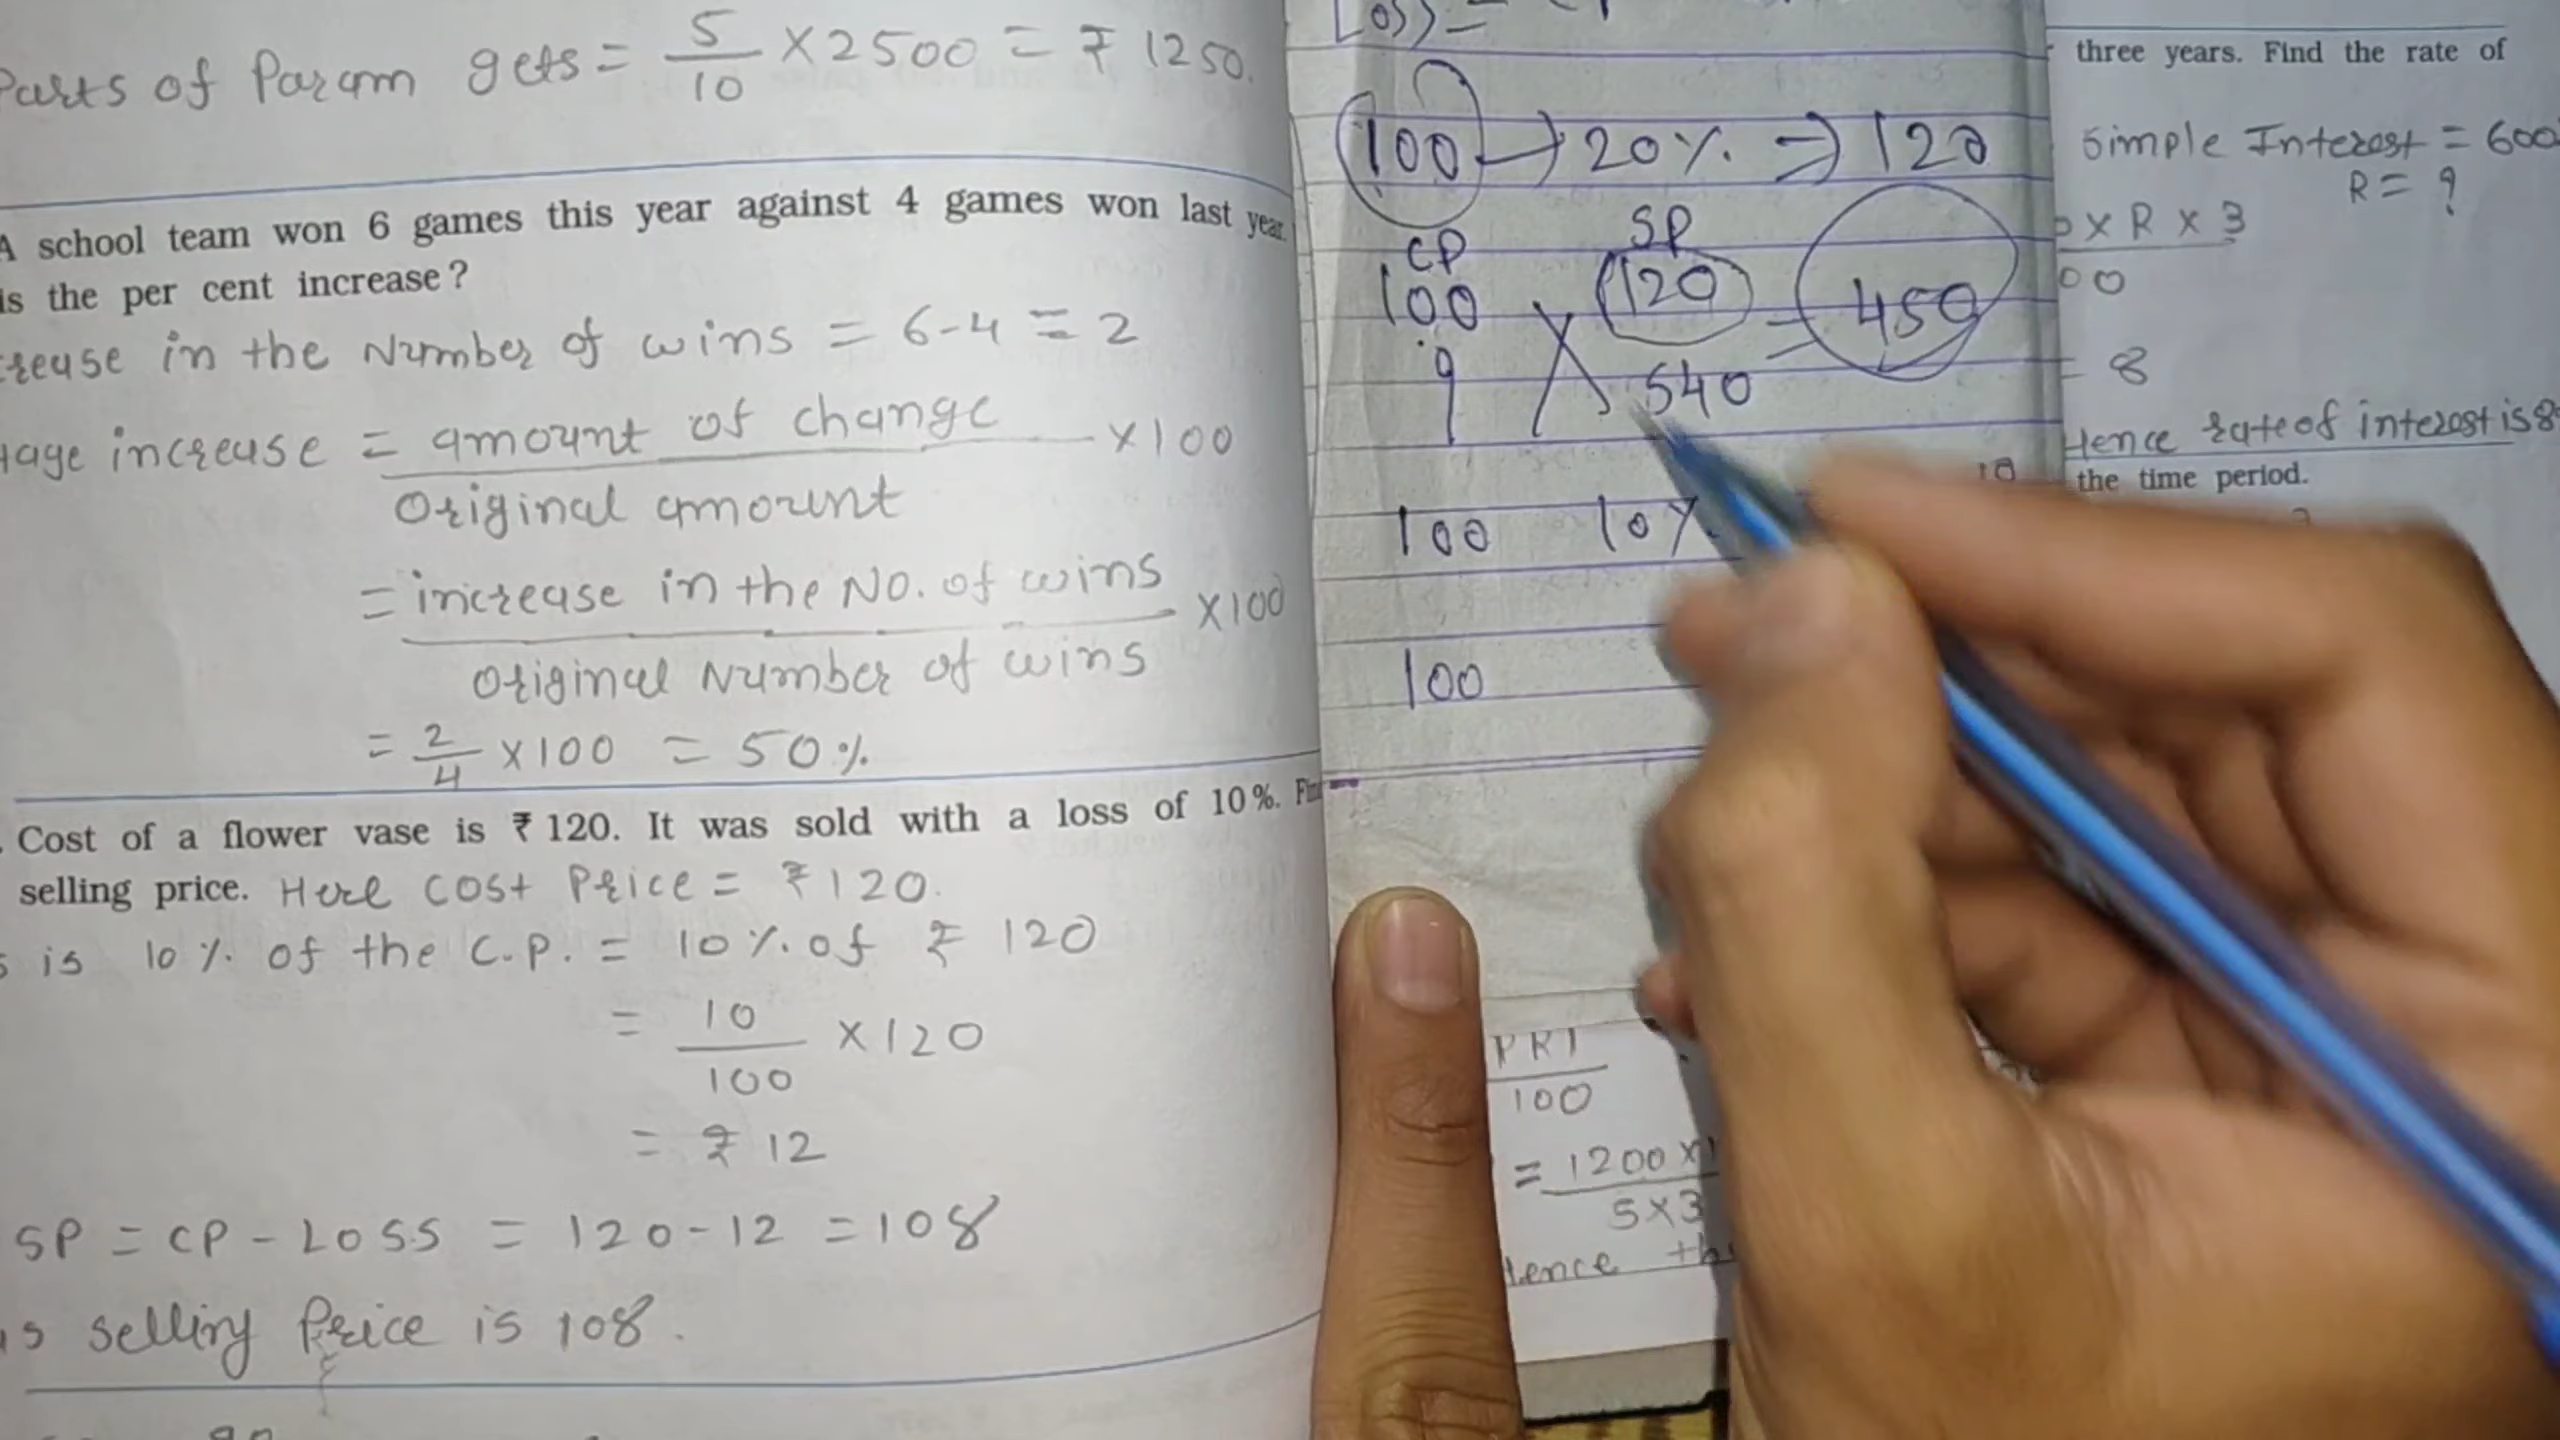 Parts of Param gets = 5/10 × 2500 = ₹ 1250.
A school team won 6 games this year against 4 games won last year.
is the per cent increase?
in the Number of wins = 6-4 = 2
increase = amount of change / Original amount × 100
= increase in the No. of wins / Original Number of wins × 100
= 2/4 × 100 = 50%
Cost of a flower vase is ₹ 120. It was sold with a loss of 10%.
selling price. Here Cost Price = ₹ 120.
is 10% of the C.P. = 10% of ₹ 120
= 10/100 × 120
= ₹ 12
SP = CP - Loss = 120-12 = 108
selling Price is 108.
Loss =
100 → 20% ⇒ 120
CP SP
100 120 = 450
? 540
100 10%
100
three years. Find the rate of
Simple Interest = 600
R = ?
× R × 3
00
= 8
Hence rate of interest is 8
the time period.
PRT
100
= 1200 ×
5×3